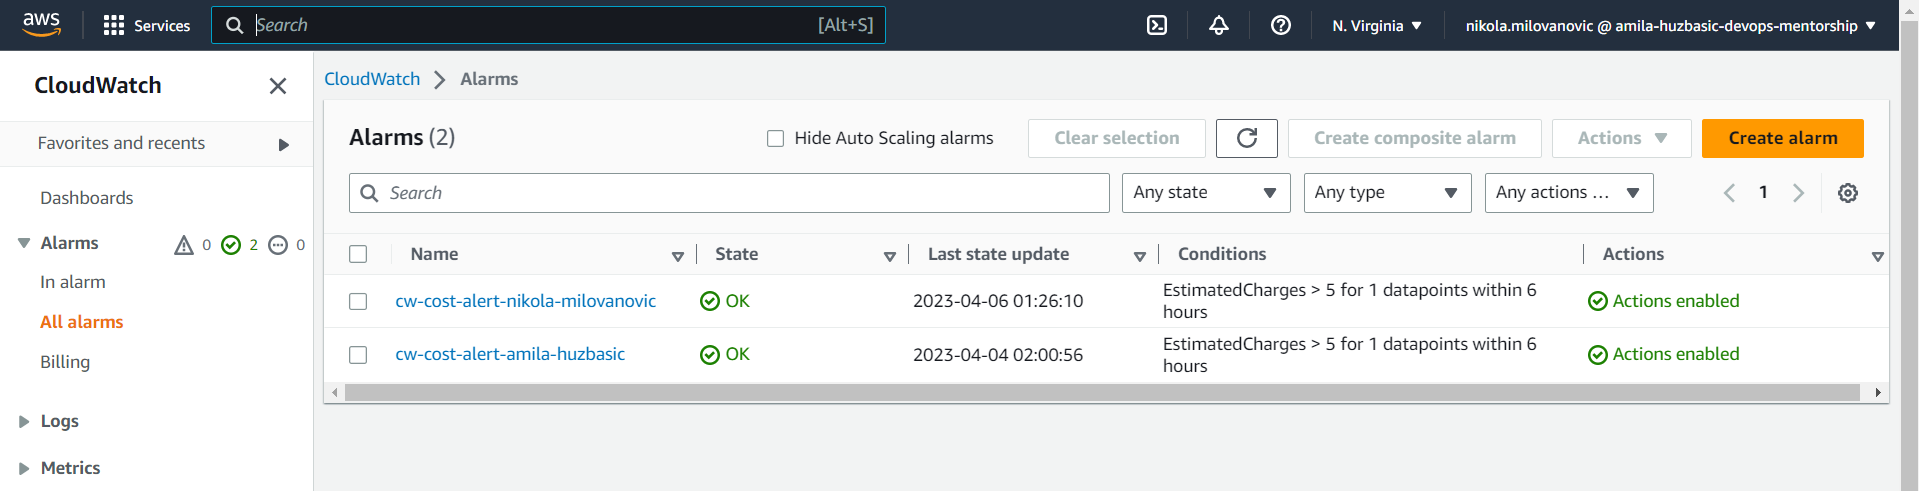 aws
Services
Search
[Alt+S]
N. Virginia
nikola.milovanovic @ amila-huzbasic-devops-mentorship
CloudWatch
Favorites and recents
Dashboards
Alarms
0
2
0
In alarm
All alarms
Billing
Logs
Metrics
CloudWatch
Alarms
Alarms (2)
Hide Auto Scaling alarms
Clear selection
Create composite alarm
Actions
Create alarm
Search
Any state
Any type
Any actions ...
1
Name
State
Last state update
Conditions
Actions
cw-cost-alert-nikola-milovanovic
OK
2023-04-06 01:26:10
EstimatedCharges > 5 for 1 datapoints within 6
hours
Actions enabled
cw-cost-alert-amila-huzbasic
OK
2023-04-04 02:00:56
EstimatedCharges > 5 for 1 datapoints within 6
hours
Actions enabled